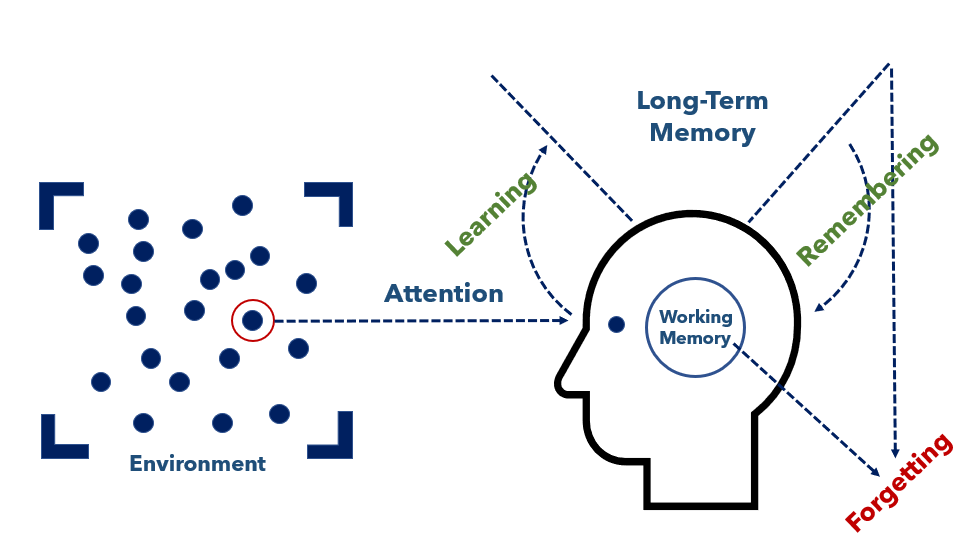 Long-Term
Memory
Learning
Remembering
Attention
Working
Memory
Environment
Forgetting